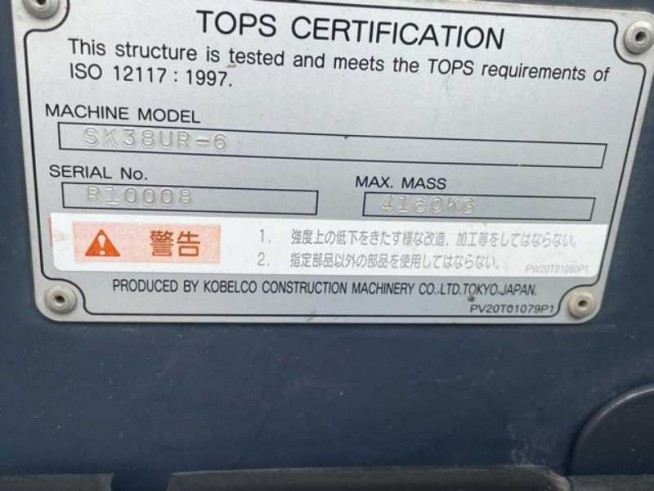 TOPS CERTIFICATION
This structure is tested and meets the TOPS requirements of
ISO 12117 : 1997.
MACHINE MODEL
SK38UR-6
SERIAL No.
R10008
MAX. MASS
4160KG
警告
1. 強度上の低下をきたす様な改造、加工等をしてはならない。
2. 指定部品以外の部品を使用してはならない。
PW20T01080P1
PRODUCED BY KOBELCO CONSTRUCTION MACHINERY CO.,LTD.TOKYO.JAPAN.
PV20T01079P1